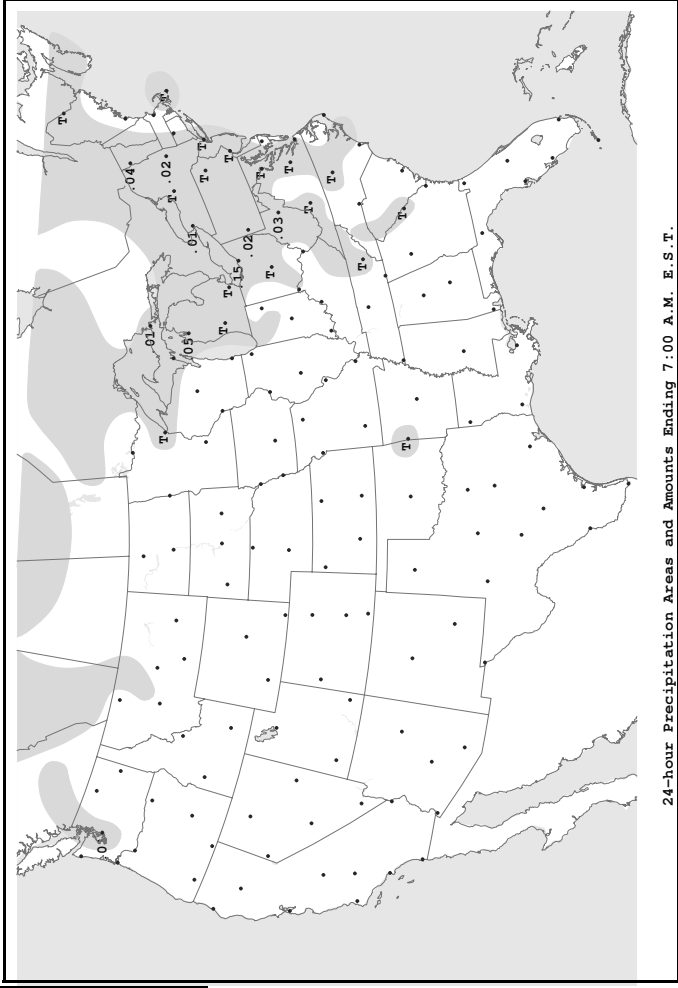 T
0
.04
.01
T
.02
T
T
.05
.01
T
T
T
T
T
.15
.02
T
T
.03
T
T
T
T
T
T
24-hour Precipitation Areas and Amounts Ending 7:00 A.M. E.S.T.